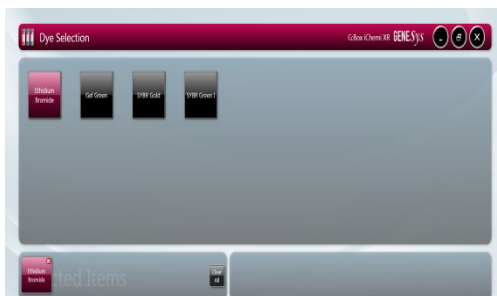 Dye Selection
G:Box iChemi XR GENESys
Ethidium Bromide
Gel Green
SYBR Gold
SYBR Green I
Ethidium Bromide
cted Items
Clear All